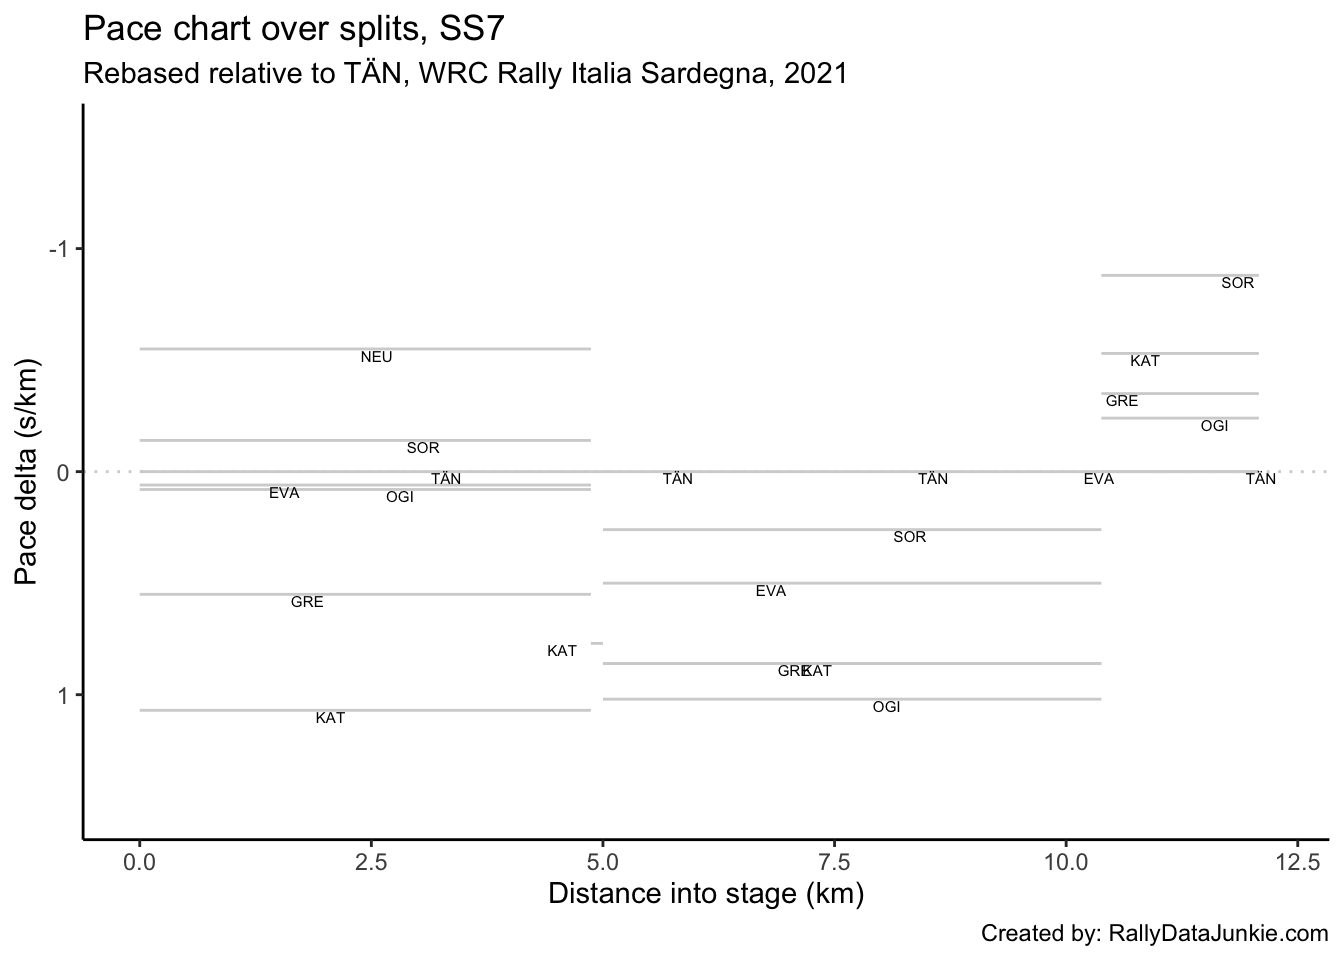 Pace chart over splits, SS7
Rebased relative to TÄN, WRC Rally Italia Sardegna, 2021
Pace delta (s/km)
-1
0
1
SOR
NEU
KAT
GRE
OGI
SOR
TÄN
TÄN
TÄN
EVA
TÄN
EVA
OGI
SOR
EVA
GRE
KAT
GRE
KAT
OGI
KAT
0.0 2.5 5.0 7.5 10.0 12.5
Distance into stage (km)
Created by: RallyDataJunkie.com